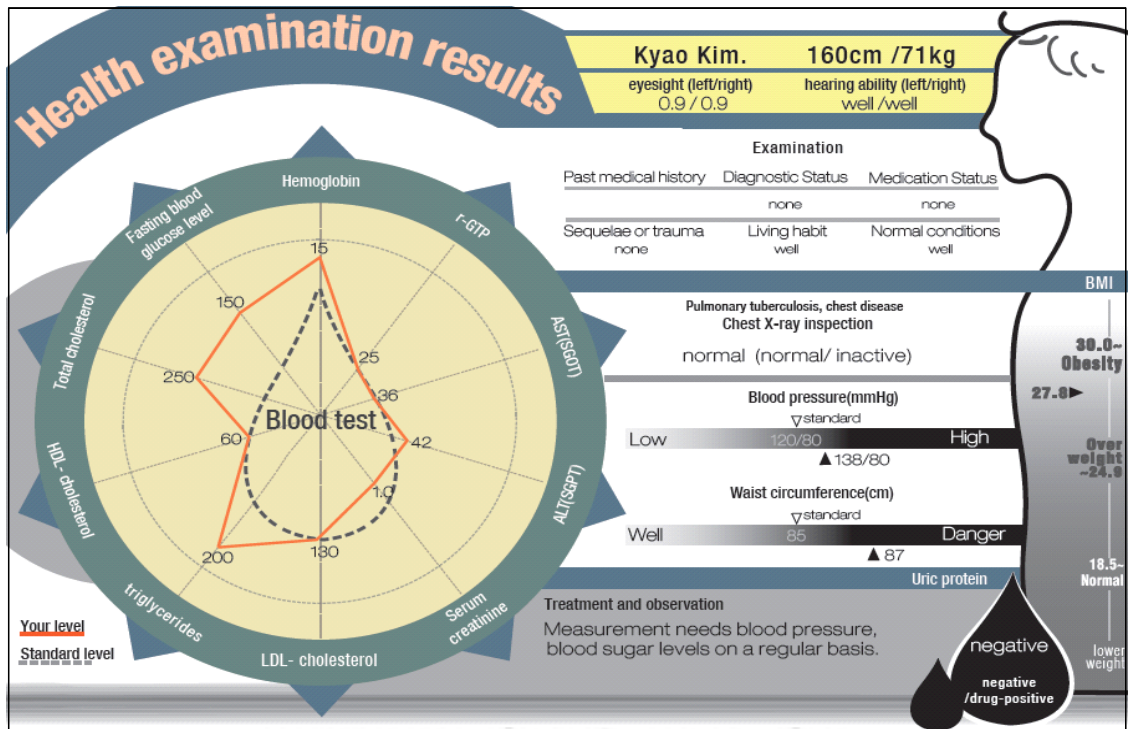 Health examination results
Kyao Kim. 160cm /71kg
eyesight (left/right) hearing ability (left/right)
0.9 / 0.9 well /well
Examination
Past medical history Diagnostic Status Medication Status
none none
Sequelae or trauma Living habit Normal conditions
none well well
BMI
Pulmonary tuberculosis, chest disease
Chest X-ray inspection
normal (normal/ inactive)
30.0~
Obesity
27.8
Over
weight
~24.9
18.5~
Normal
lower
weight
Blood pressure(mmHg)
standard
Low 120/80 High
138/80
Waist circumference(cm)
standard
Well 85 Danger
87
Uric protein
negative
negative
/drug-positive
Treatment and observation
Measurement needs blood pressure,
blood sugar levels on a regular basis.
Hemoglobin
r-GTP
AST(SGOT)
ALT(SGPT)
Serum
creatinine
LDL- cholesterol
triglycerides
HDL- cholesterol
Total cholesterol
Fasting blood
glucose level
15
25
36
42
1.0
130
200
60
250
150
Blood test
Your level
Standard level